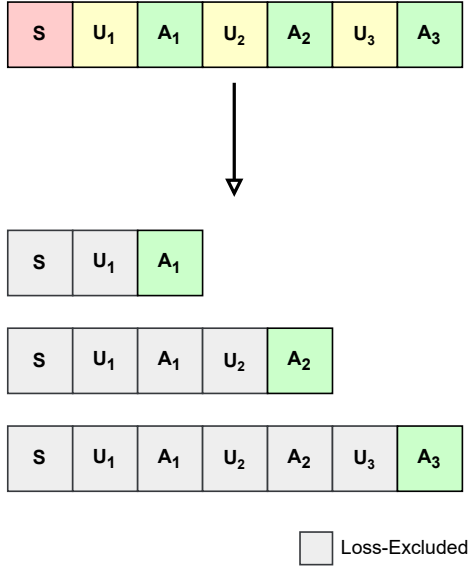 S U₁ A₁ U₂ A₂ U₃ A₃
S U₁ A₁
S U₁ A₁ U₂ A₂
S U₁ A₁ U₂ A₂ U₃ A₃
Loss-Excluded